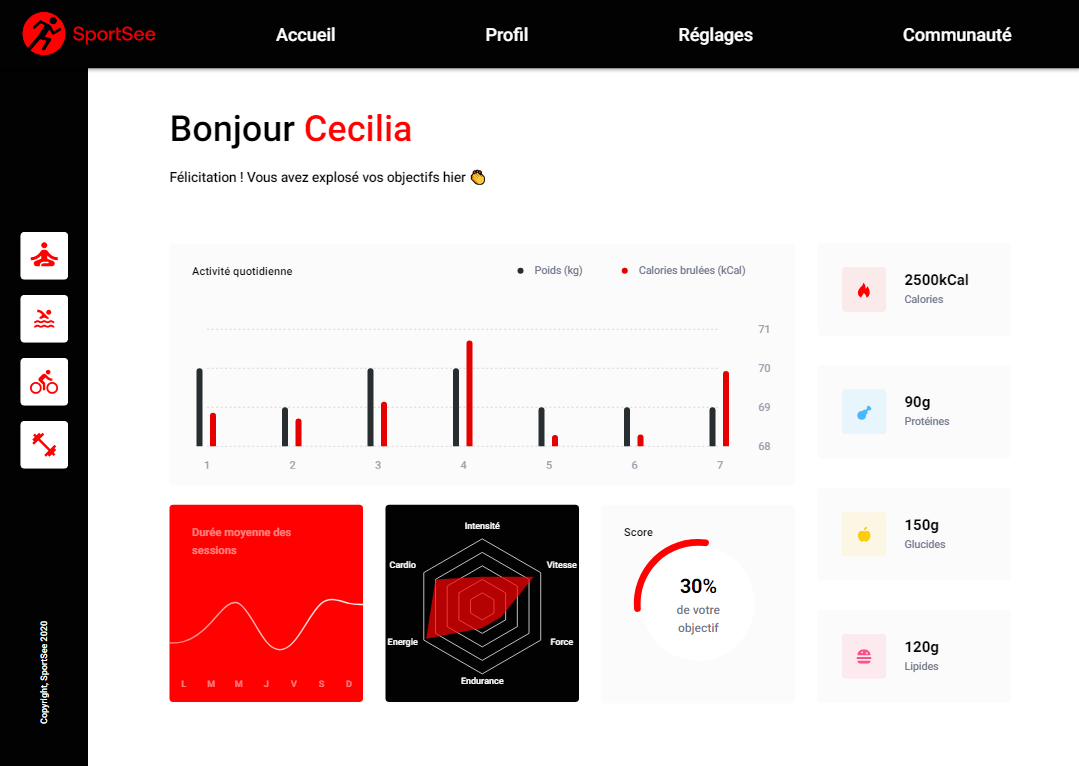 SportSee
Accueil
Profil
Réglages
Communauté
Bonjour Cecilia
Félicitation ! Vous avez explosé vos objectifs hier 👏
Activité quotidienne
Poids (kg)
Calories brulées (kCal)
71
70
69
68
1 2 3 4 5 6 7
2500kCal
Calories
90g
Protéines
150g
Glucides
120g
Lipides
Durée moyenne des
sessions
L M M J V S D
Intensité
Vitesse
Force
Endurance
Energie
Cardio
Score
30%
de votre
objectif
Copyright, SportSee 2020